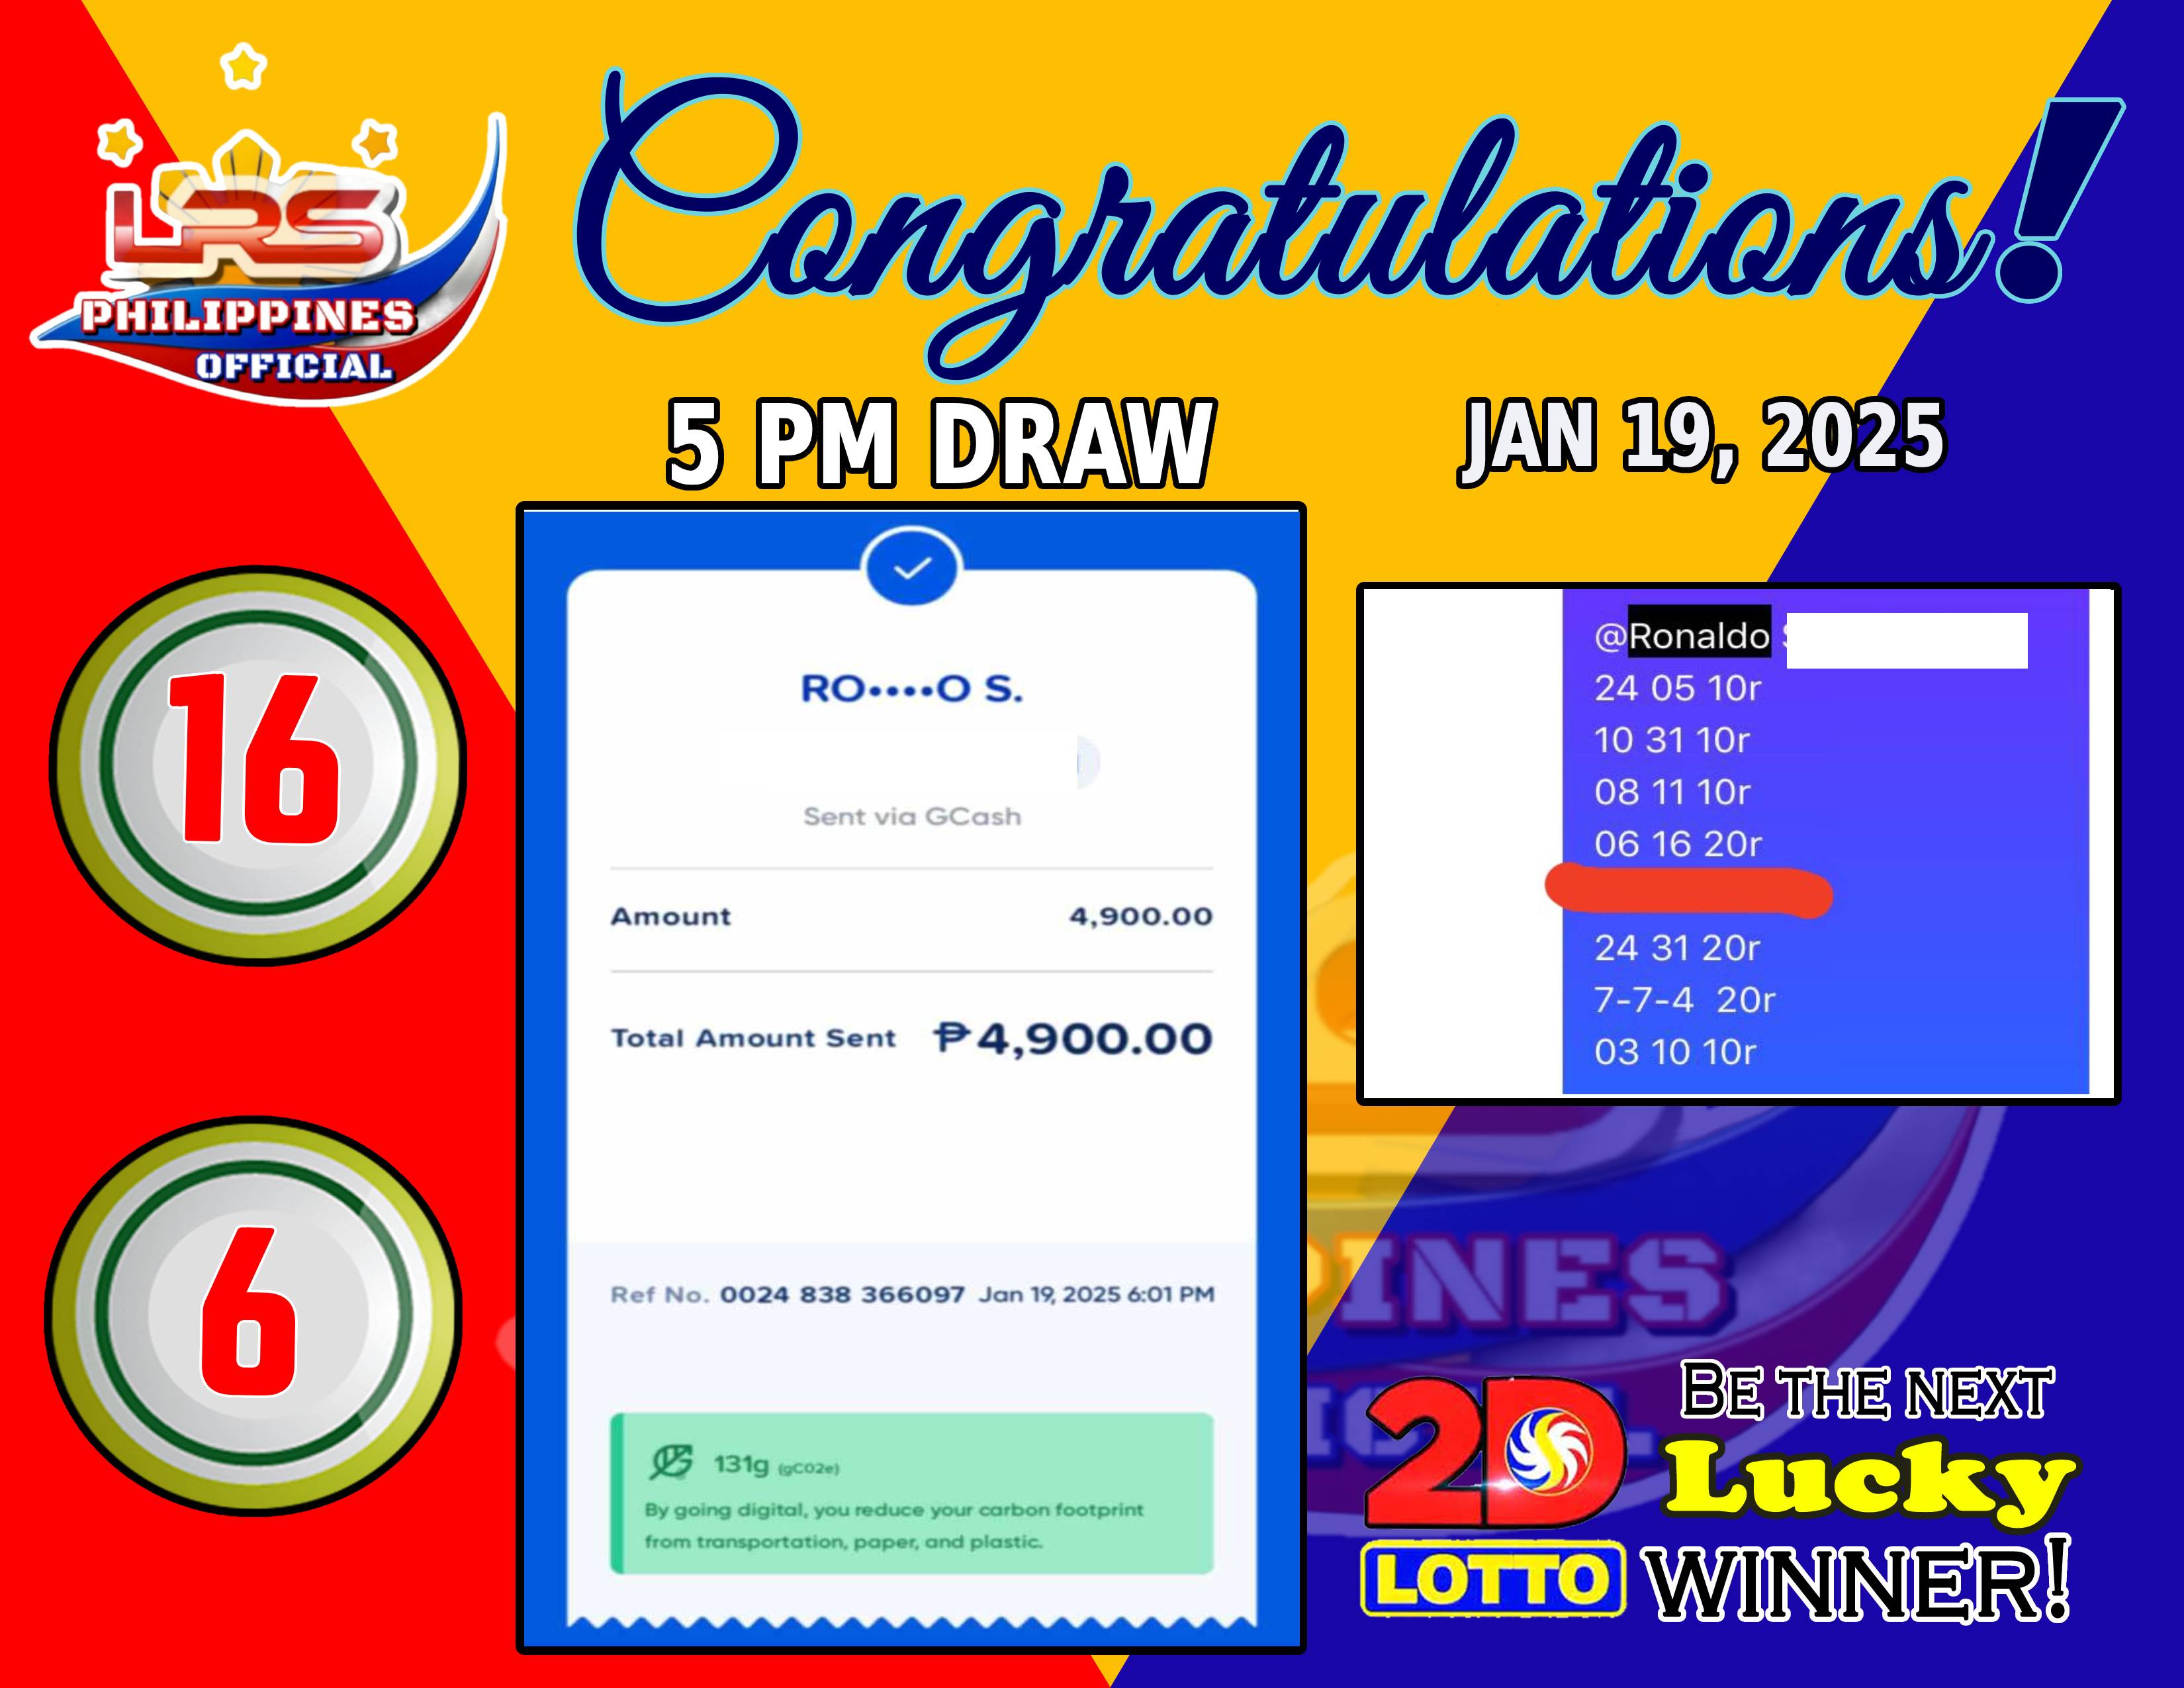 LRS
PHILIPPINES
OFFICIAL
Congratulations!
5 PM DRAW
JAN 19, 2025
16
6
RO••••O S.
Sent via GCash
Amount 4,900.00
Total Amount Sent ₱4,900.00
Ref No. 0024 838 366097 Jan 19, 2025 6:01 PM
131g (gCO2e)
By going digital, you reduce your carbon footprint
from transportation, paper, and plastic.
@Ronaldo
24 05 10r
10 31 10r
08 11 10r
06 16 20r
24 31 20r
7-7-4 20r
03 10 10r
PINES
2D
LOTTO
BE THE NEXT
Lucky
WINNER!